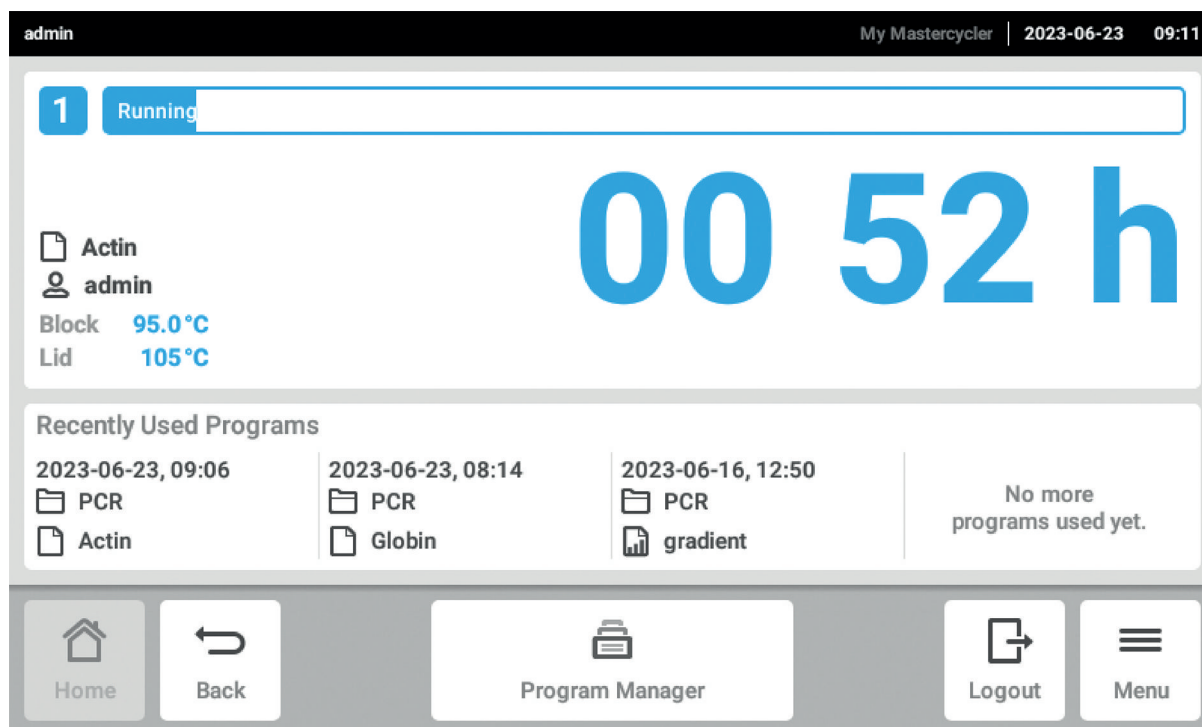 admin My Mastercycler 2023-06-23 09:11
1 Running
00 52 h
Actin
admin
Block 95.0°C
Lid 105°C
Recently Used Programs
2023-06-23, 09:06 2023-06-23, 08:14 2023-06-16, 12:50
PCR PCR PCR
Actin Globin gradient
No more
programs used yet.
Home Back Program Manager Logout Menu